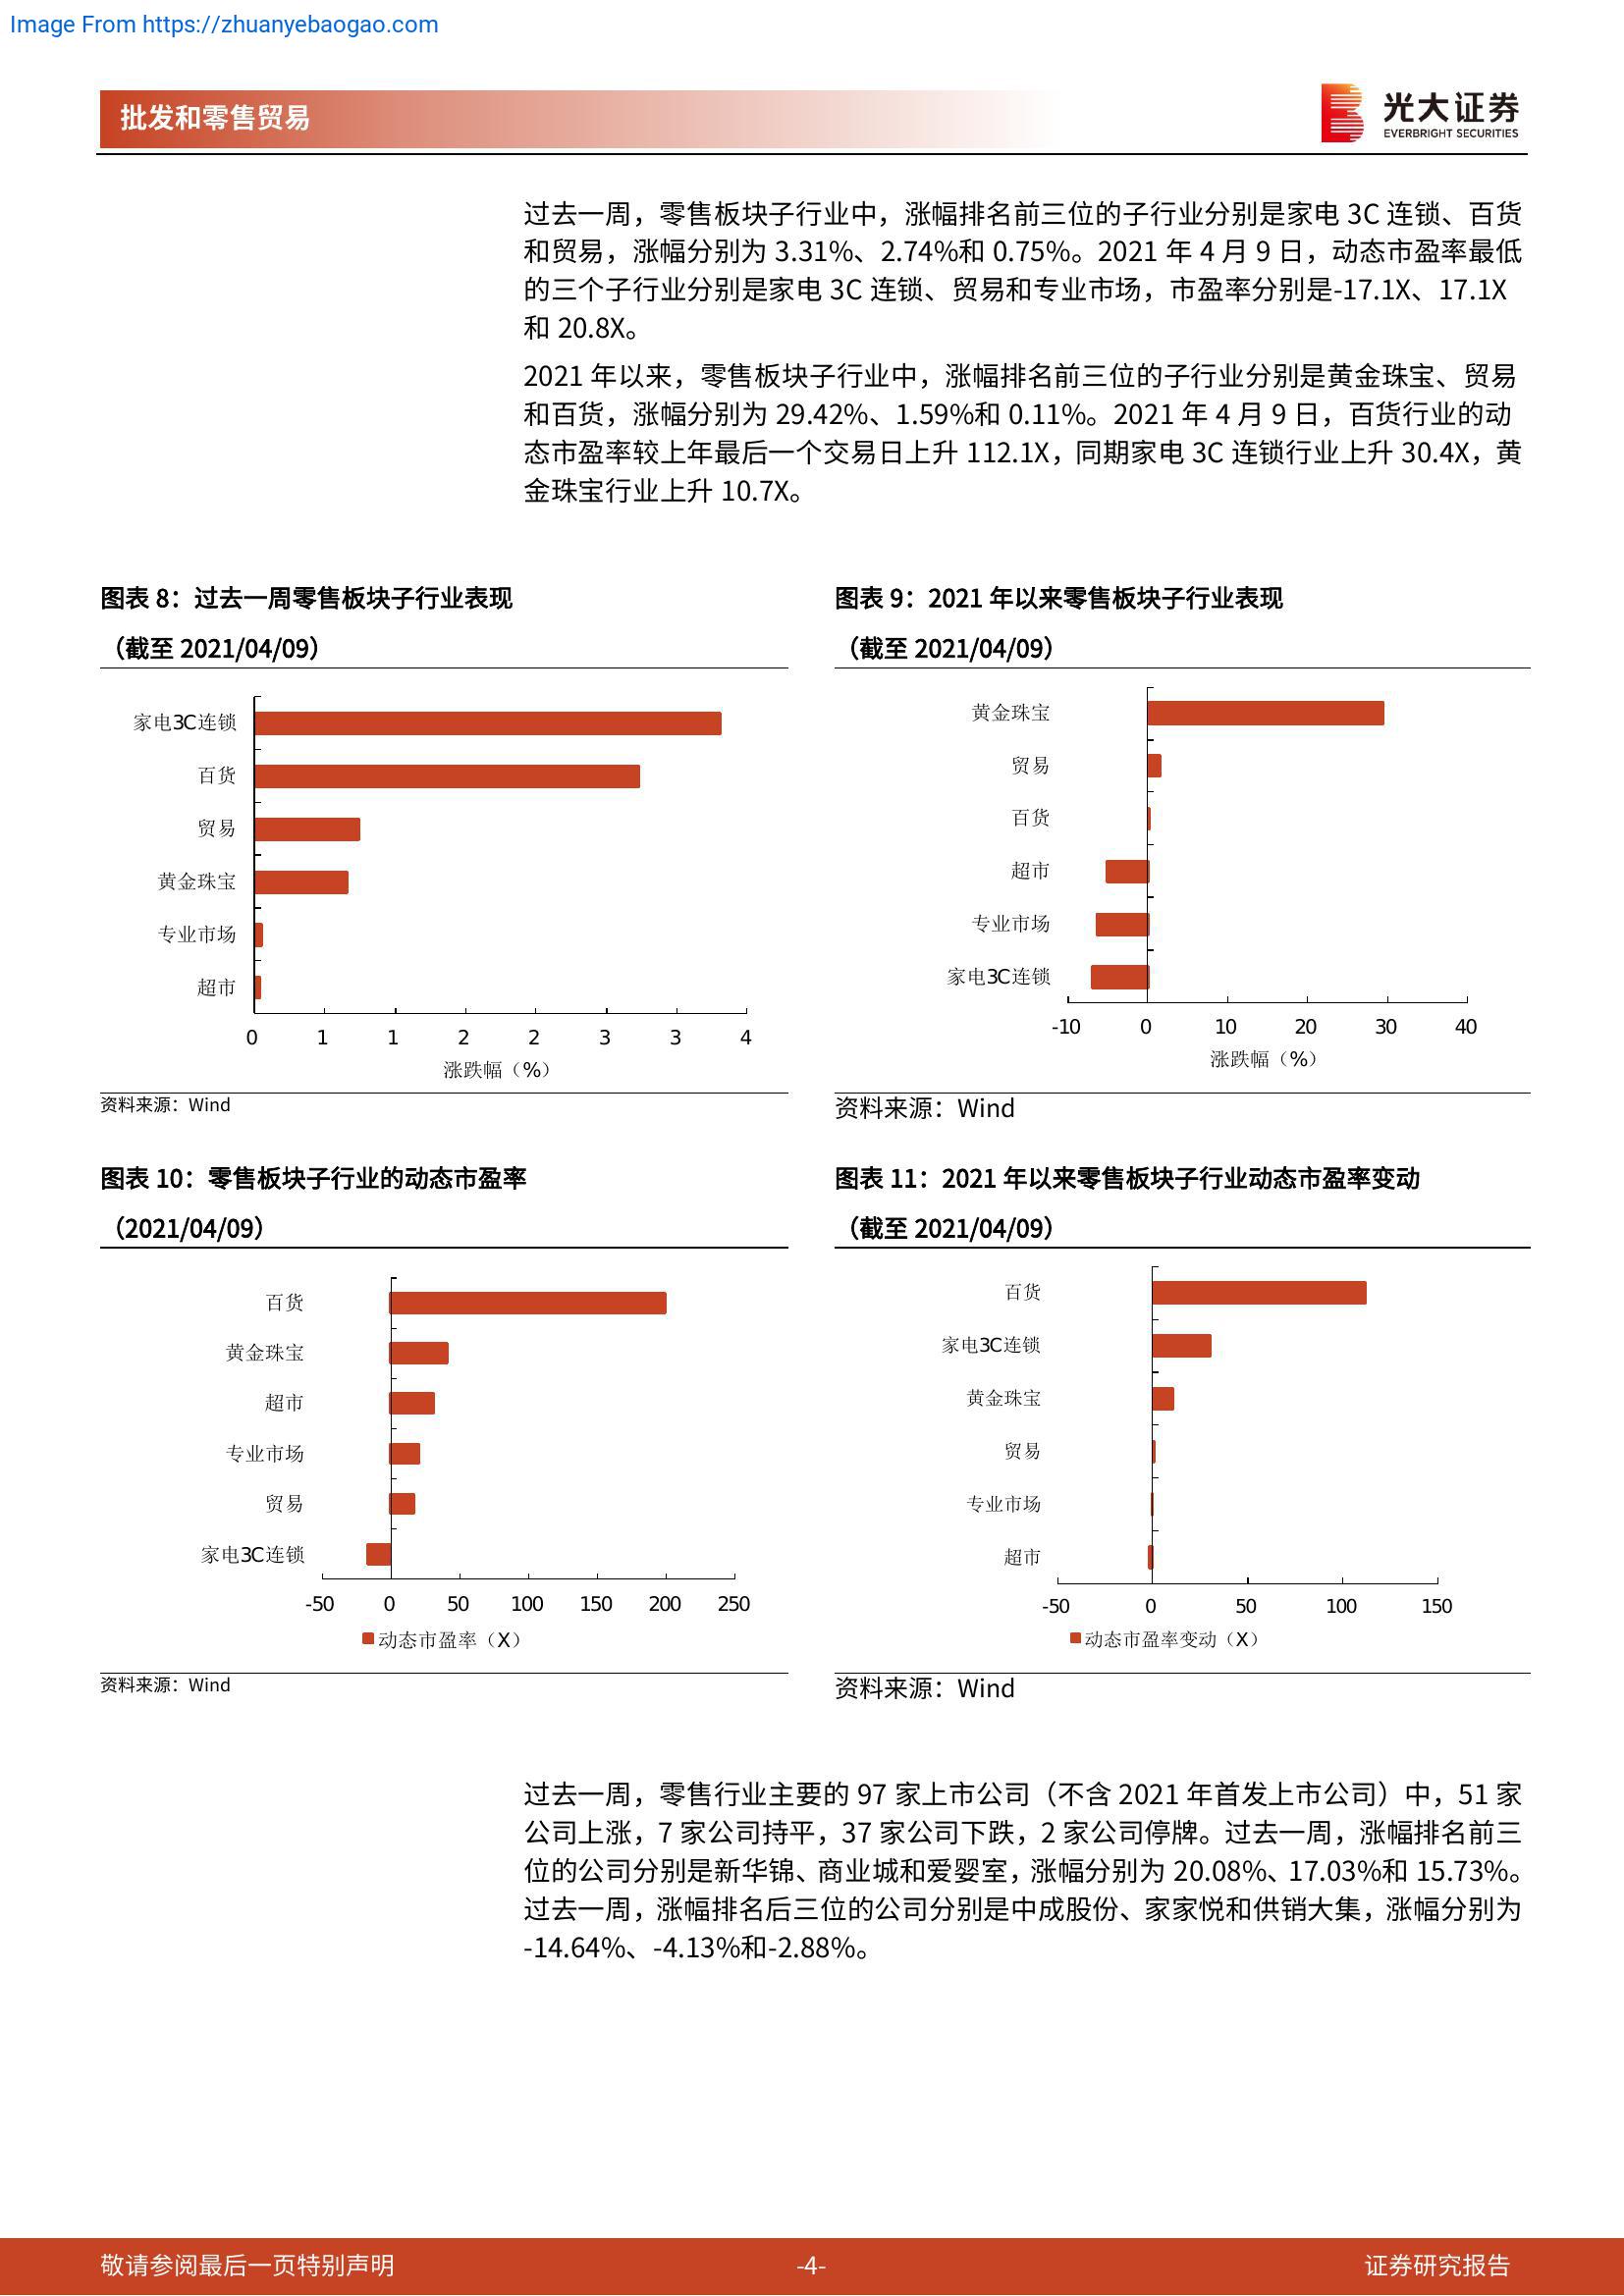 Image From https://zhuanyebaogao.com
批发和零售贸易
光大证券
EVERBRIGHT SECURITIES
过去一周，零售板块子行业中，涨幅排名前三位的子行业分别是家电 3C 连锁、百货
和贸易，涨幅分别为 3.31%、2.74%和 0.75%。2021 年 4 月 9 日，动态市盈率最低
的三个子行业分别是家电 3C 连锁、贸易和专业市场，市盈率分别是-17.1X、17.1X
和 20.8X。
2021 年以来，零售板块子行业中，涨幅排名前三位的子行业分别是黄金珠宝、贸易
和百货，涨幅分别为 29.42%、1.59%和 0.11%。2021 年 4 月 9 日，百货行业的动
态市盈率较上年最后一个交易日上升 112.1X，同期家电 3C 连锁行业上升 30.4X，黄
金珠宝行业上升 10.7X。
图表 8：过去一周零售板块子行业表现
（截至 2021/04/09）
家电3C连锁
百货
贸易
黄金珠宝
专业市场
超市
0 1 1 2 2 3 3 4
涨跌幅（%）
资料来源：Wind
图表 9：2021 年以来零售板块子行业表现
（截至 2021/04/09）
黄金珠宝
贸易
百货
超市
专业市场
家电3C连锁
-10 0 10 20 30 40
涨跌幅（%）
资料来源：Wind
图表 10：零售板块子行业的动态市盈率
（2021/04/09）
百货
黄金珠宝
超市
专业市场
贸易
家电3C连锁
-50 0 50 100 150 200 250
动态市盈率（X）
资料来源：Wind
图表 11：2021 年以来零售板块子行业动态市盈率变动
（截至 2021/04/09）
百货
家电3C连锁
黄金珠宝
贸易
专业市场
超市
-50 0 50 100 150
动态市盈率变动（X）
资料来源：Wind
过去一周，零售行业主要的 97 家上市公司（不含 2021 年首发上市公司）中，51 家
公司上涨，7 家公司持平，37 家公司下跌，2 家公司停牌。过去一周，涨幅排名前三
位的公司分别是新华锦、商业城和爱婴室，涨幅分别为 20.08%、17.03%和 15.73%。
过去一周，涨幅排名后三位的公司分别是中成股份、家家悦和供销大集，涨幅分别为
-14.64%、-4.13%和-2.88%。
敬请参阅最后一页特别声明
-4-
证券研究报告